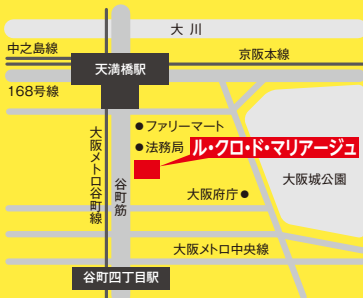 大川
中之島線
京阪本線
天満橋駅
168号線
●ファリーマート
●法務局
ル・クロ・ド・マリアージュ
大阪メトロ谷町線
谷町筋
大阪城公園
大阪府庁●
大阪メトロ中央線
谷町四丁目駅